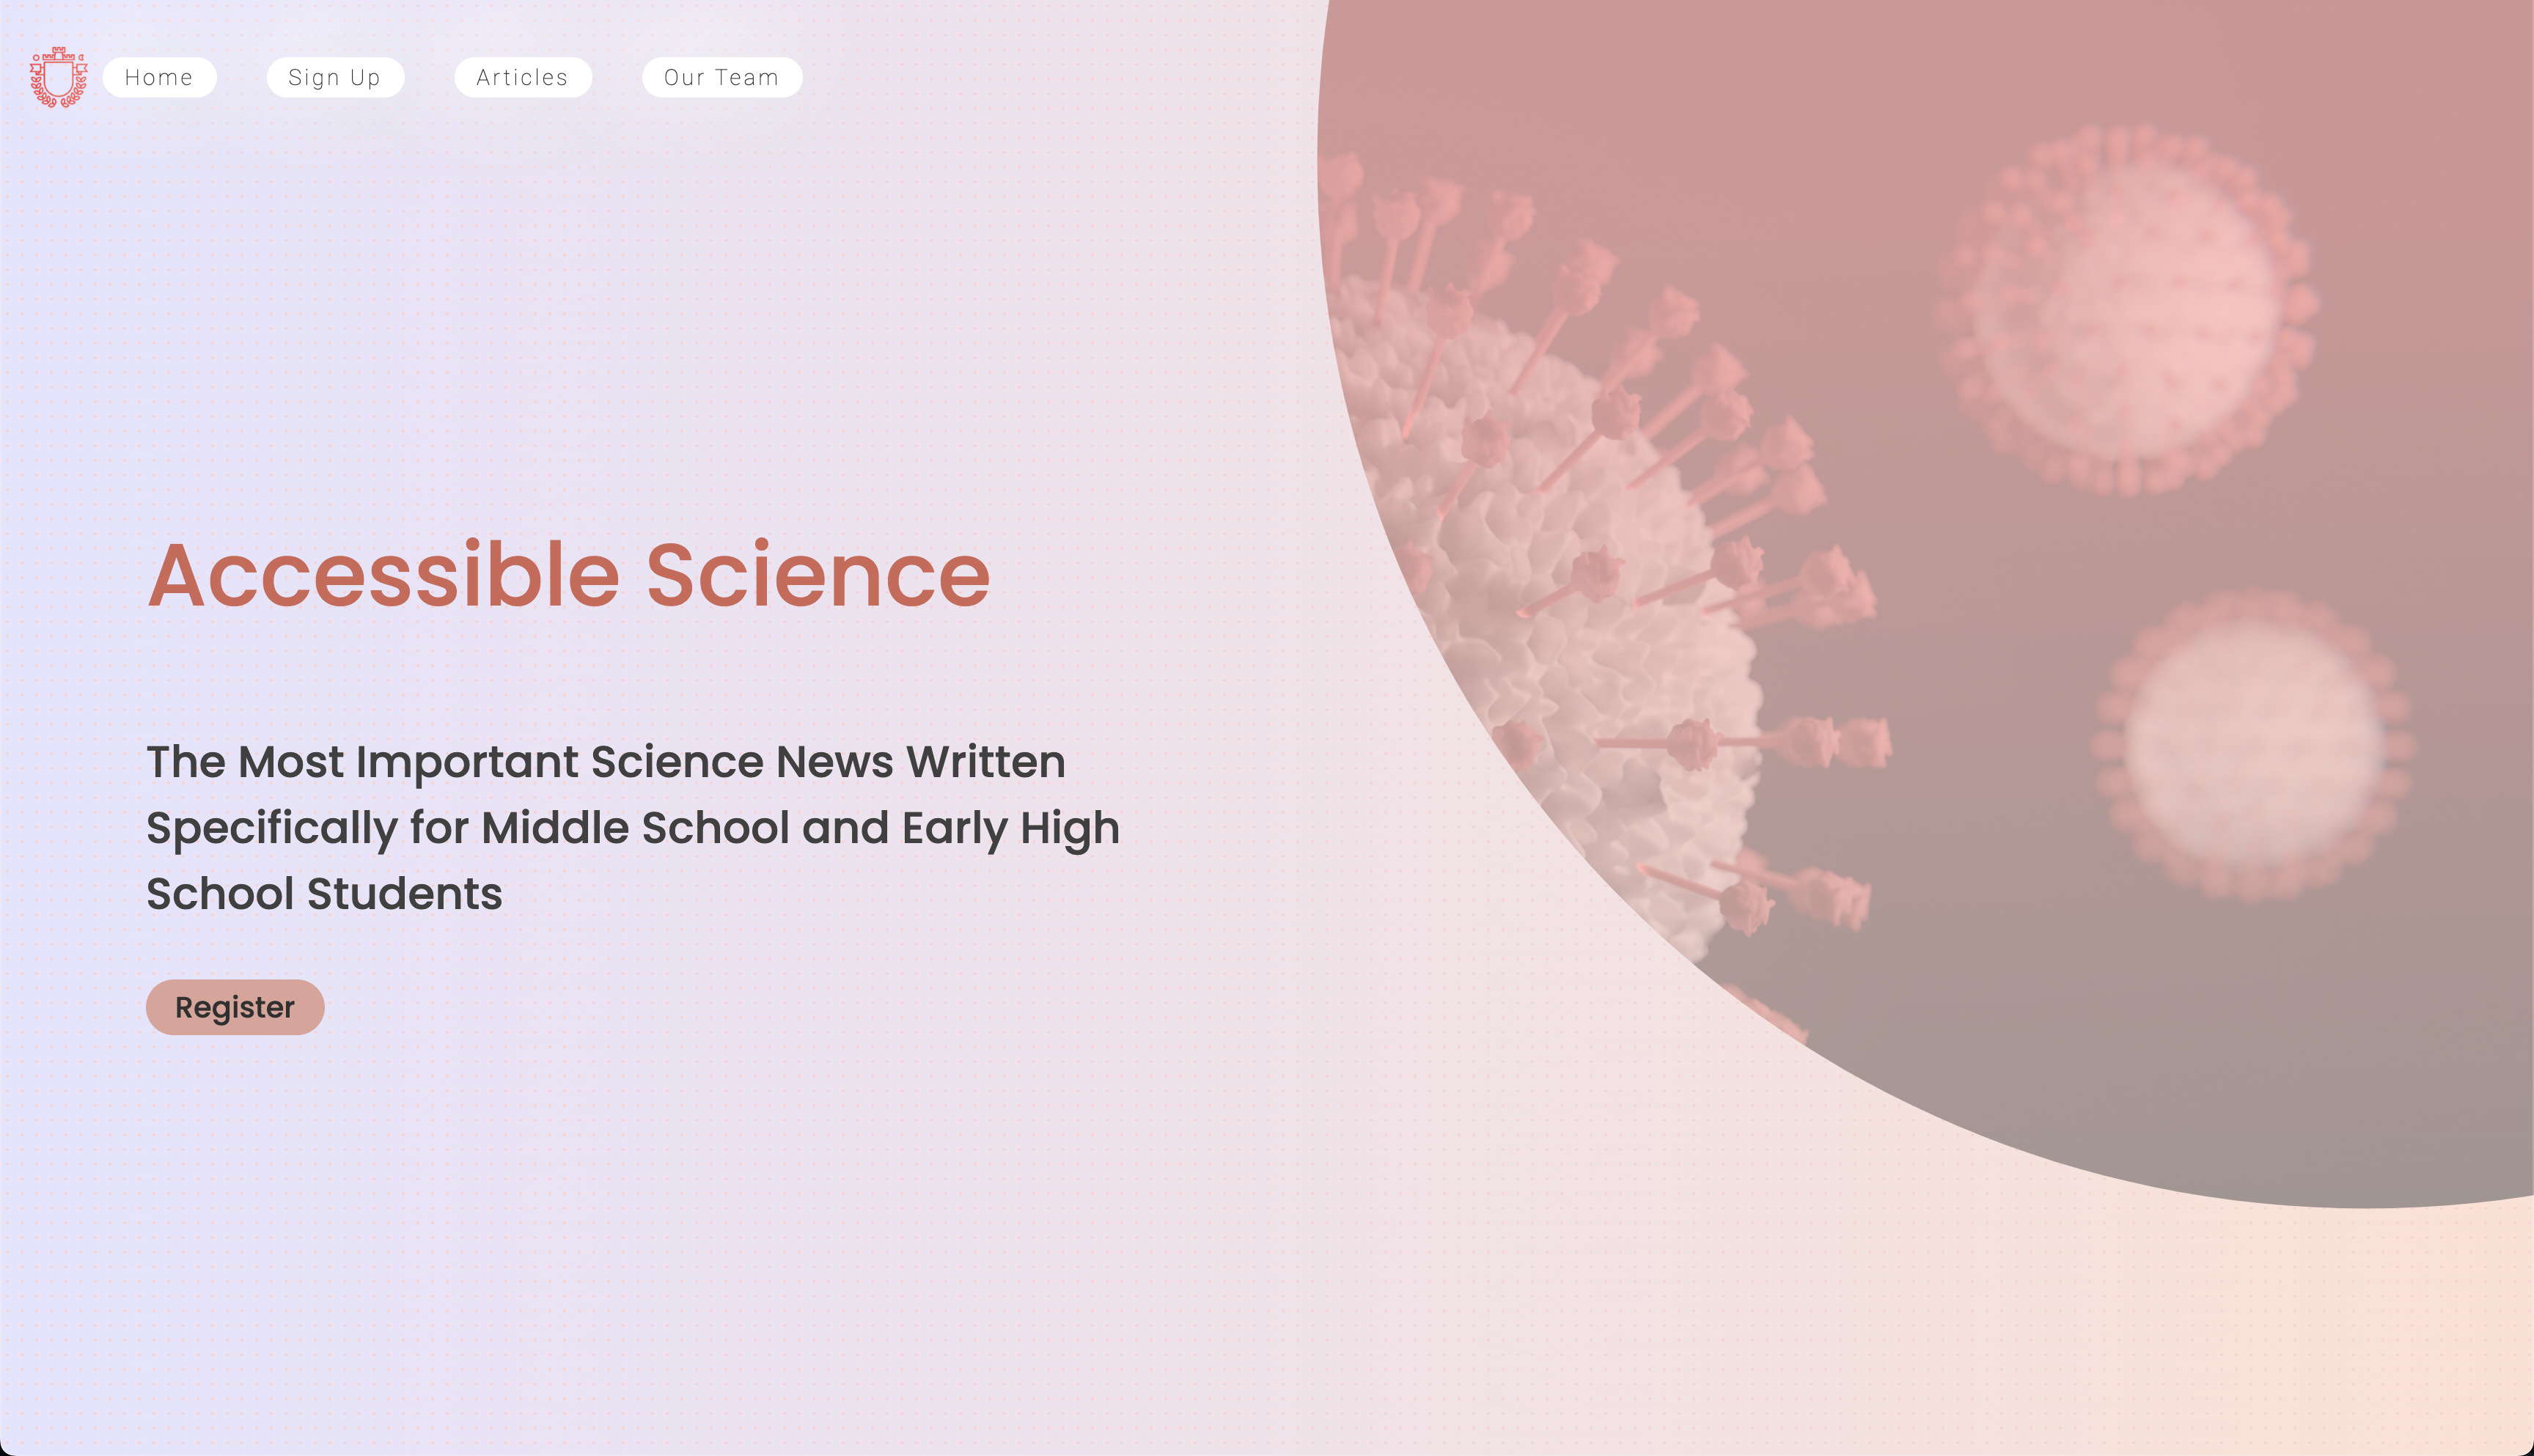 Home
Sign Up
Articles
Our Team
Accessible Science
The Most Important Science News Written
Specifically for Middle School and Early High
School Students
Register